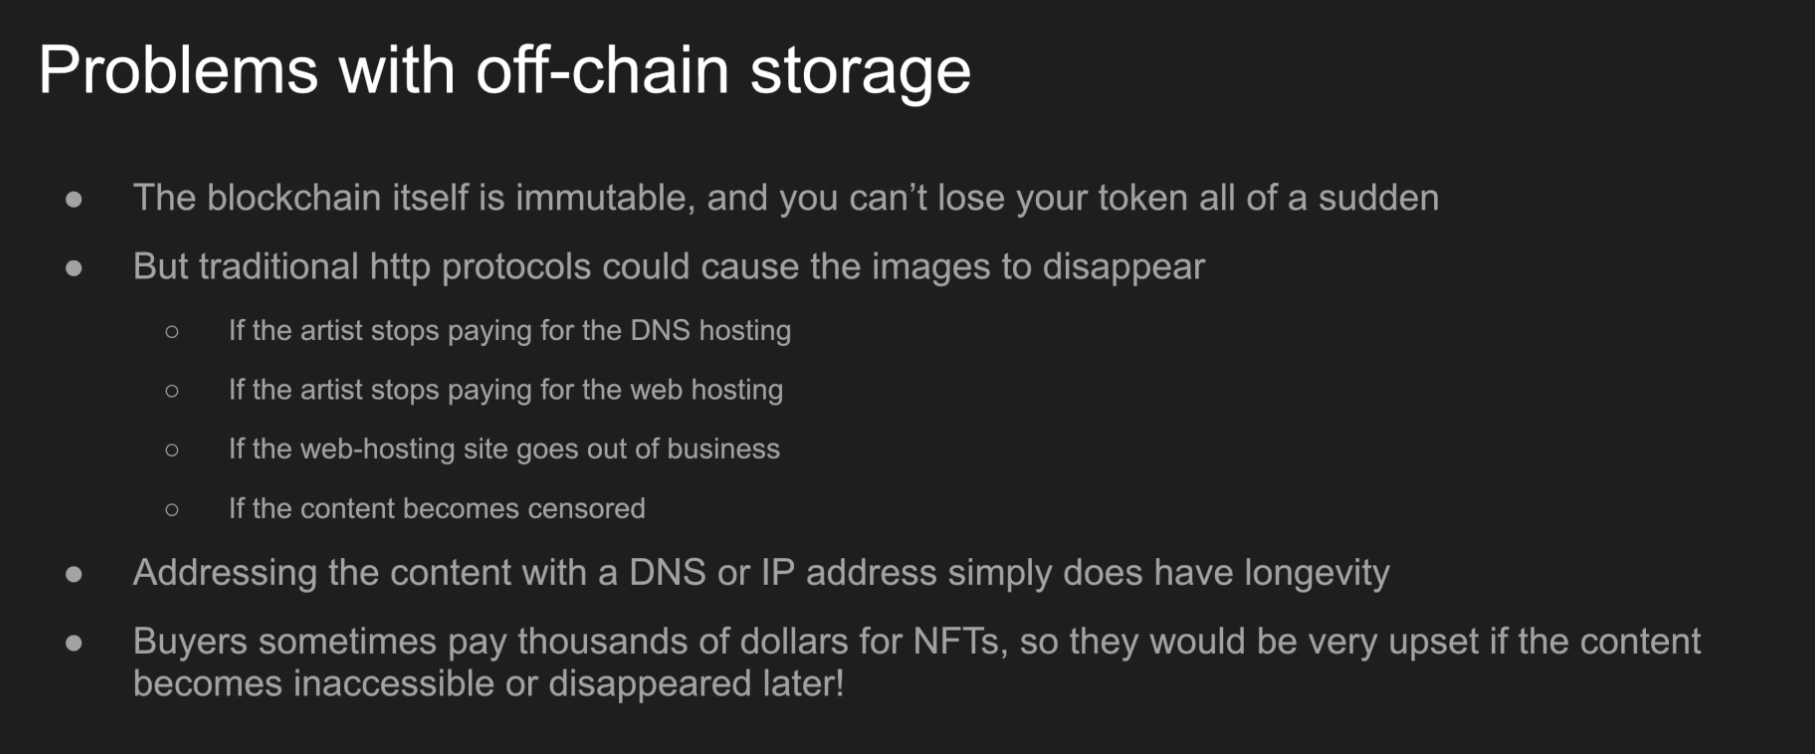 Problems with off-chain storage
● The blockchain itself is immutable, and you can’t lose your token all of a sudden
● But traditional http protocols could cause the images to disappear
○ If the artist stops paying for the DNS hosting
○ If the artist stops paying for the web hosting
○ If the web-hosting site goes out of business
○ If the content becomes censored
● Addressing the content with a DNS or IP address simply does have longevity
● Buyers sometimes pay thousands of dollars for NFTs, so they would be very upset if the content
becomes inaccessible or disappeared later!